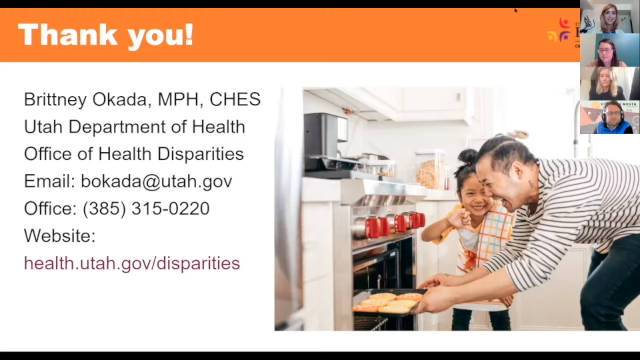 Thank you!
Brittney Okada, MPH, CHES
Utah Department of Health
Office of Health Disparities
Email: bokada@utah.gov
Office: (385) 315-0220
Website:
health.utah.gov/disparities